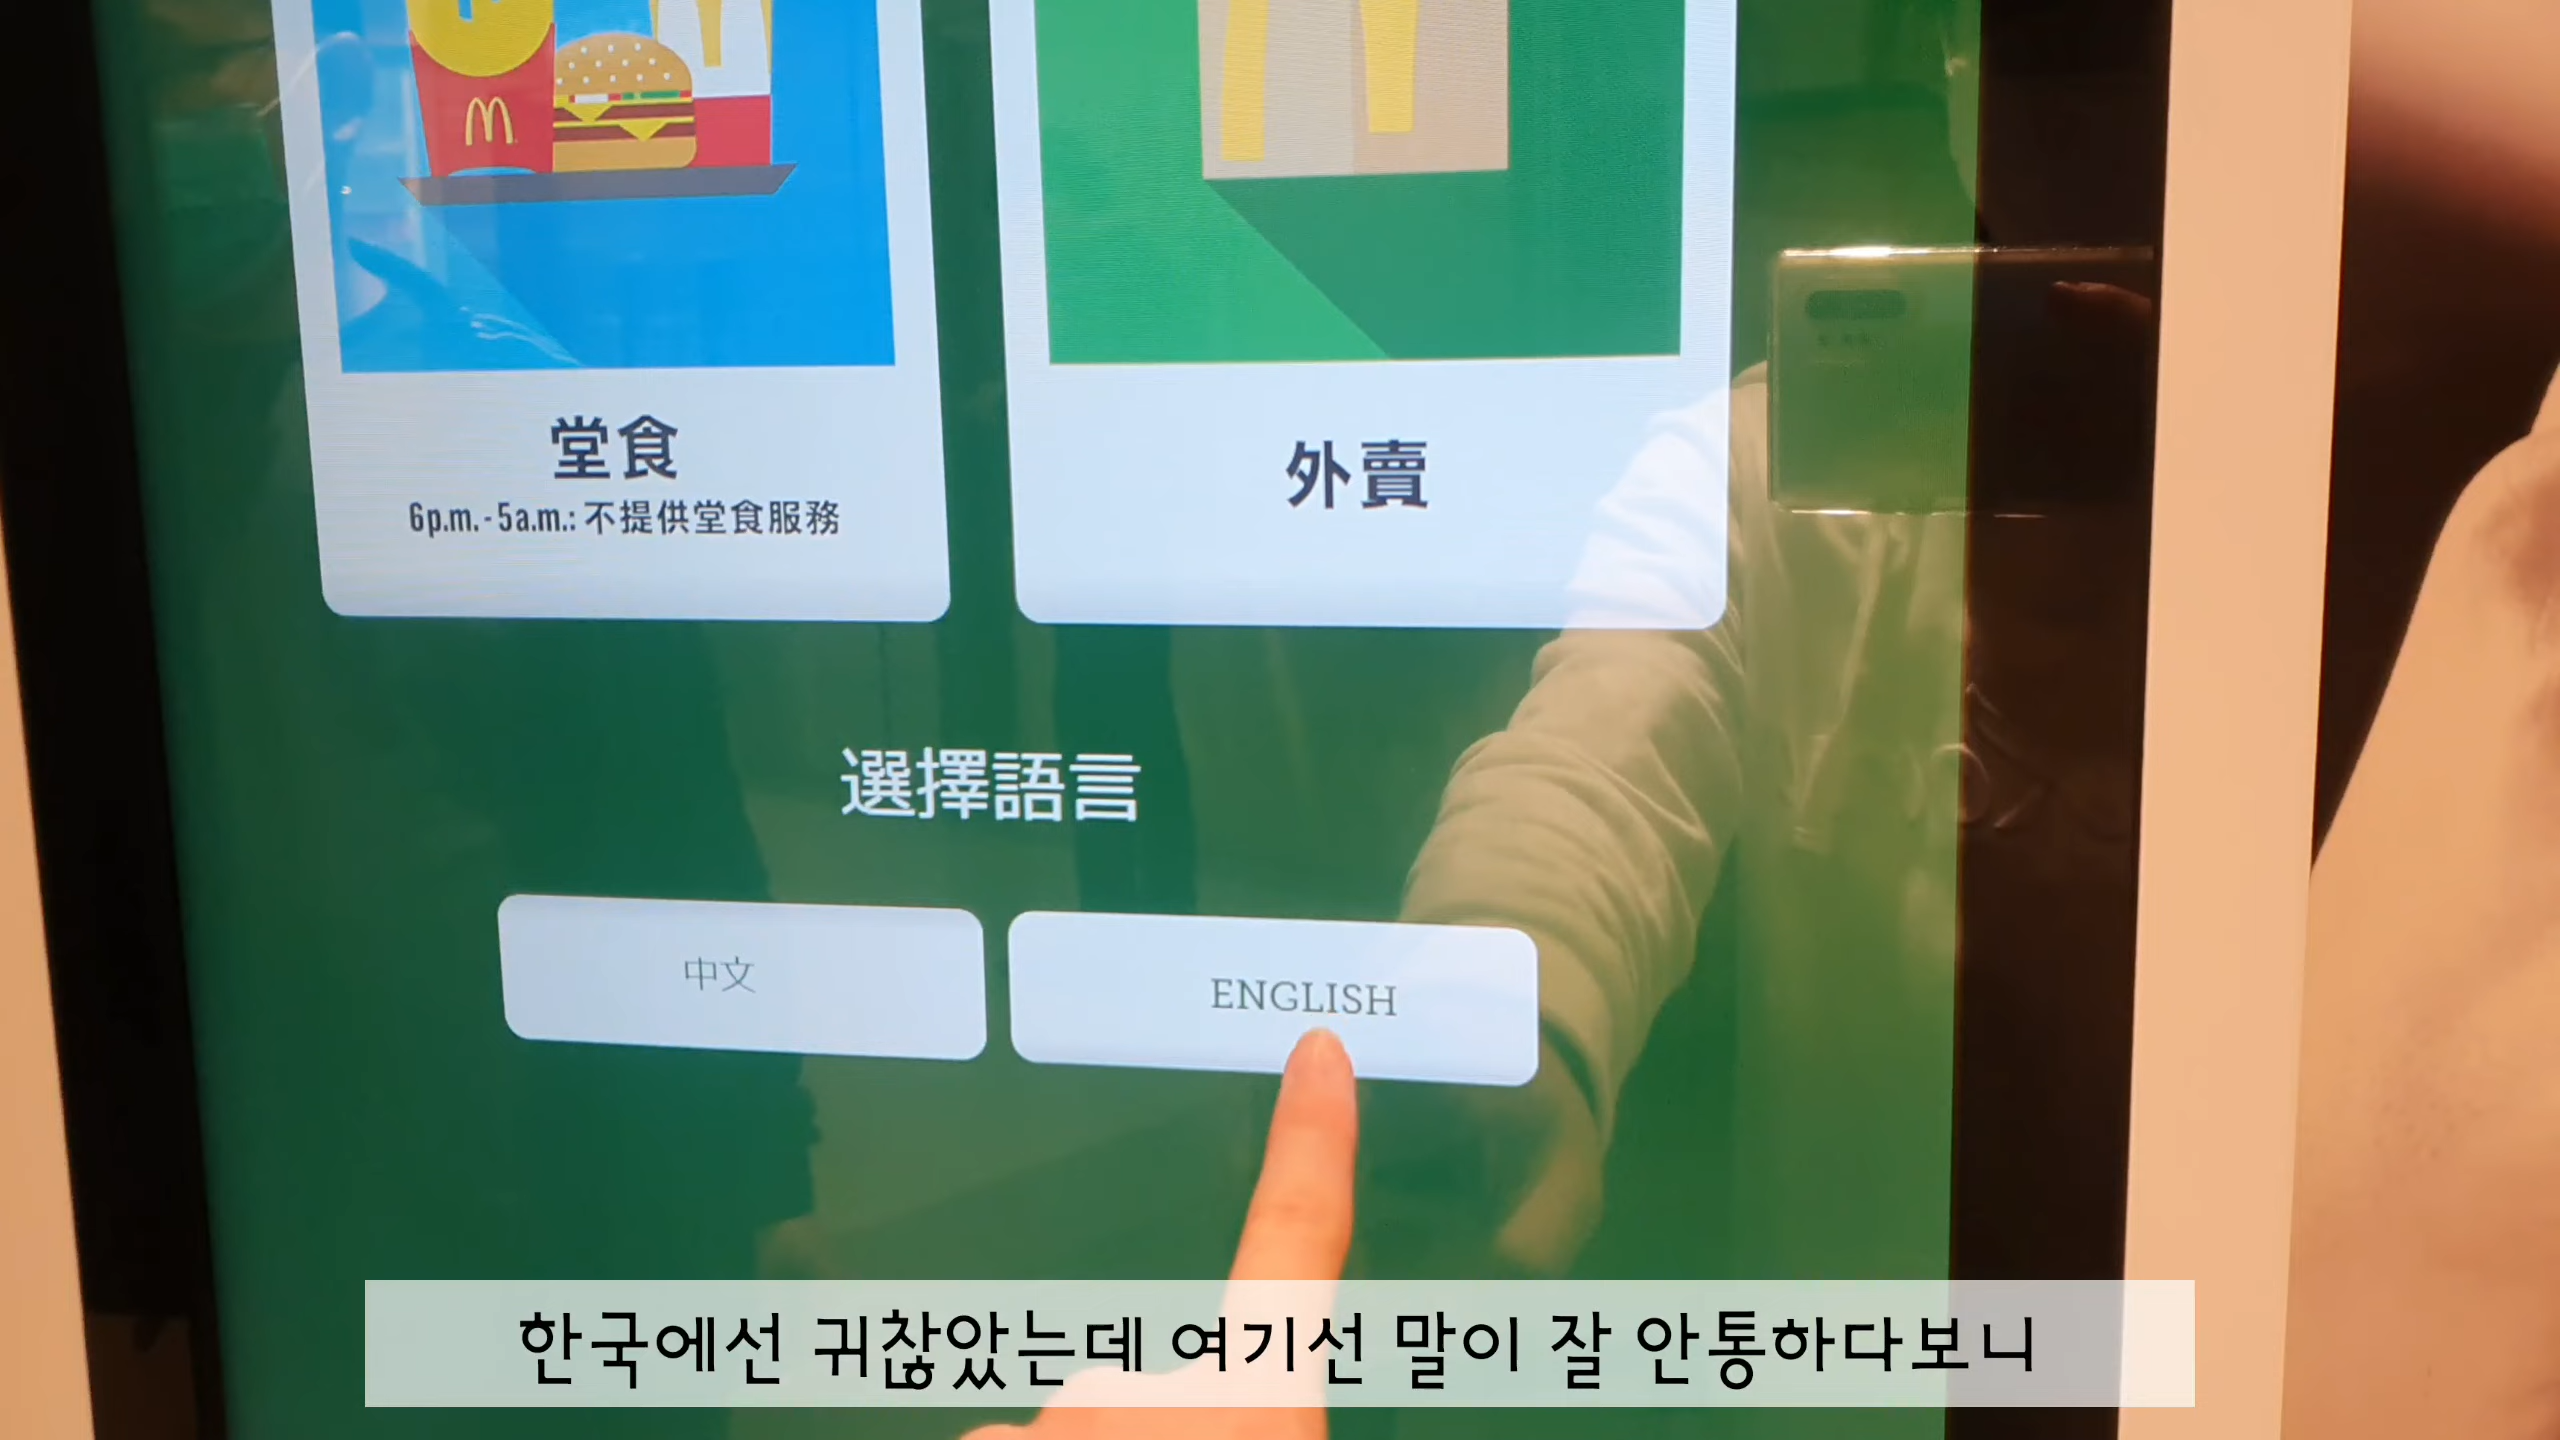 堂食
6p.m.-5a.m.: 不提供堂食服務
外賣
選擇語言
中文
ENGLISH
한국에선 귀찮았는데 여기선 말이 잘 안통하다보니